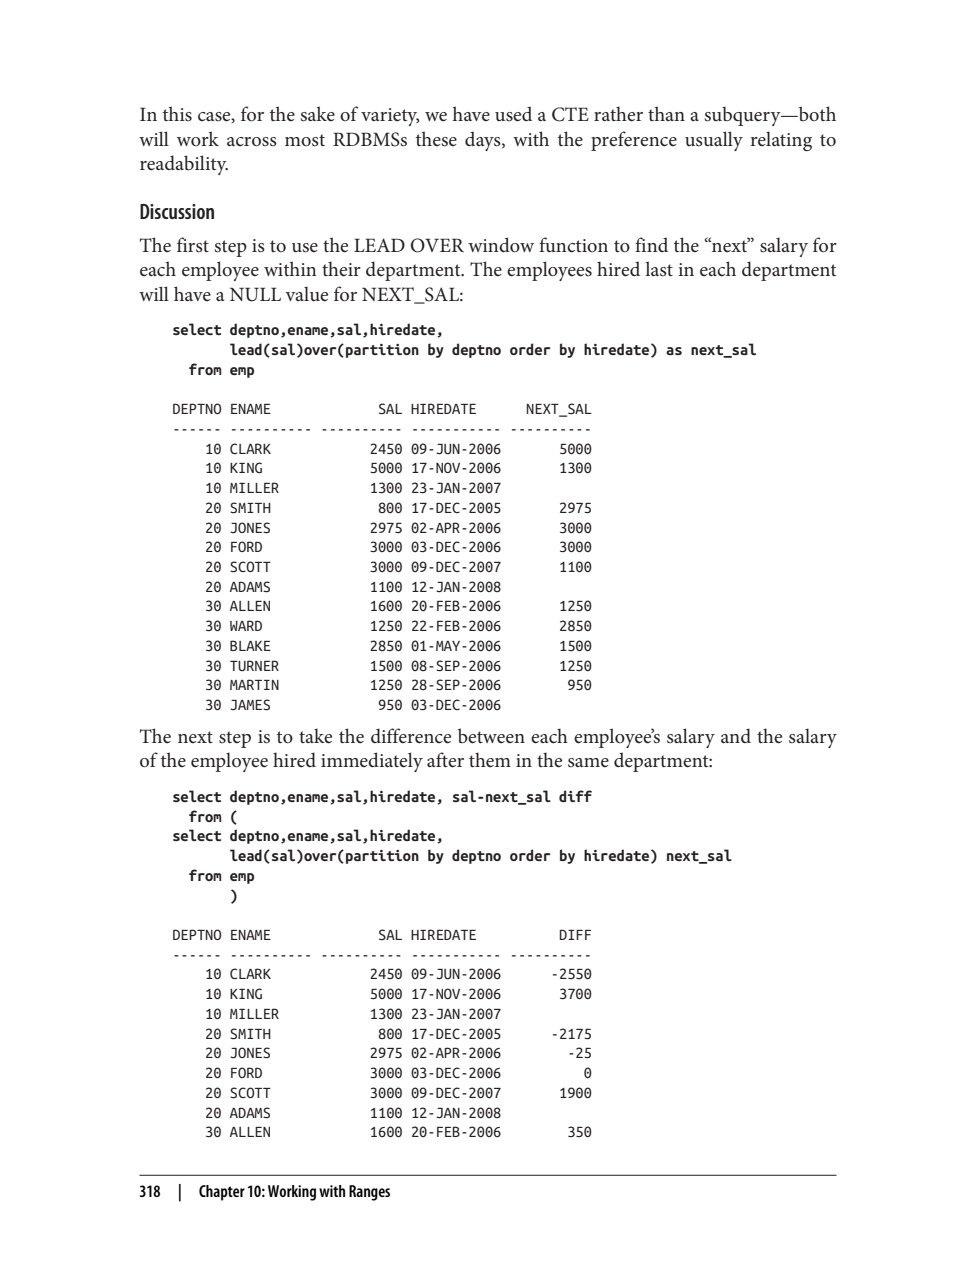 In this case, for the sake of variety, we have used a CTE rather than a subquery—both
will work across most RDBMSs these days, with the preference usually relating to
readability.
Discussion
The first step is to use the LEAD OVER window function to find the “next” salary for
each employee within their department. The employees hired last in each department
will have a NULL value for NEXT_SAL:
select deptno,ename,sal,hiredate,
       lead(sal)over(partition by deptno order by hiredate) as next_sal
  from emp
DEPTNO ENAME             SAL HIREDATE      NEXT_SAL
------ ---------- ---------- ----------- ----------
    10 CLARK            2450 09-JUN-2006       5000
    10 KING             5000 17-NOV-2006       1300
    10 MILLER           1300 23-JAN-2007
    20 SMITH             800 17-DEC-2005       2975
    20 JONES            2975 02-APR-2006       3000
    20 FORD             3000 03-DEC-2006       3000
    20 SCOTT            3000 09-DEC-2007       1100
    20 ADAMS            1100 12-JAN-2008
    30 ALLEN            1600 20-FEB-2006       1250
    30 WARD             1250 22-FEB-2006       2850
    30 BLAKE            2850 01-MAY-2006       1500
    30 TURNER           1500 08-SEP-2006       1250
    30 MARTIN           1250 28-SEP-2006        950
    30 JAMES             950 03-DEC-2006
The next step is to take the difference between each employee’s salary and the salary
of the employee hired immediately after them in the same department:
select deptno,ename,sal,hiredate, sal-next_sal diff
  from (
select deptno,ename,sal,hiredate,
       lead(sal)over(partition by deptno order by hiredate) next_sal
  from emp
       )
DEPTNO ENAME             SAL HIREDATE          DIFF
------ ---------- ---------- ----------- ----------
    10 CLARK            2450 09-JUN-2006      -2550
    10 KING             5000 17-NOV-2006       3700
    10 MILLER           1300 23-JAN-2007
    20 SMITH             800 17-DEC-2005      -2175
    20 JONES            2975 02-APR-2006        -25
    20 FORD             3000 03-DEC-2006          0
    20 SCOTT            3000 09-DEC-2007       1900
    20 ADAMS            1100 12-JAN-2008
    30 ALLEN            1600 20-FEB-2006        350
318 | Chapter 10: Working with Ranges